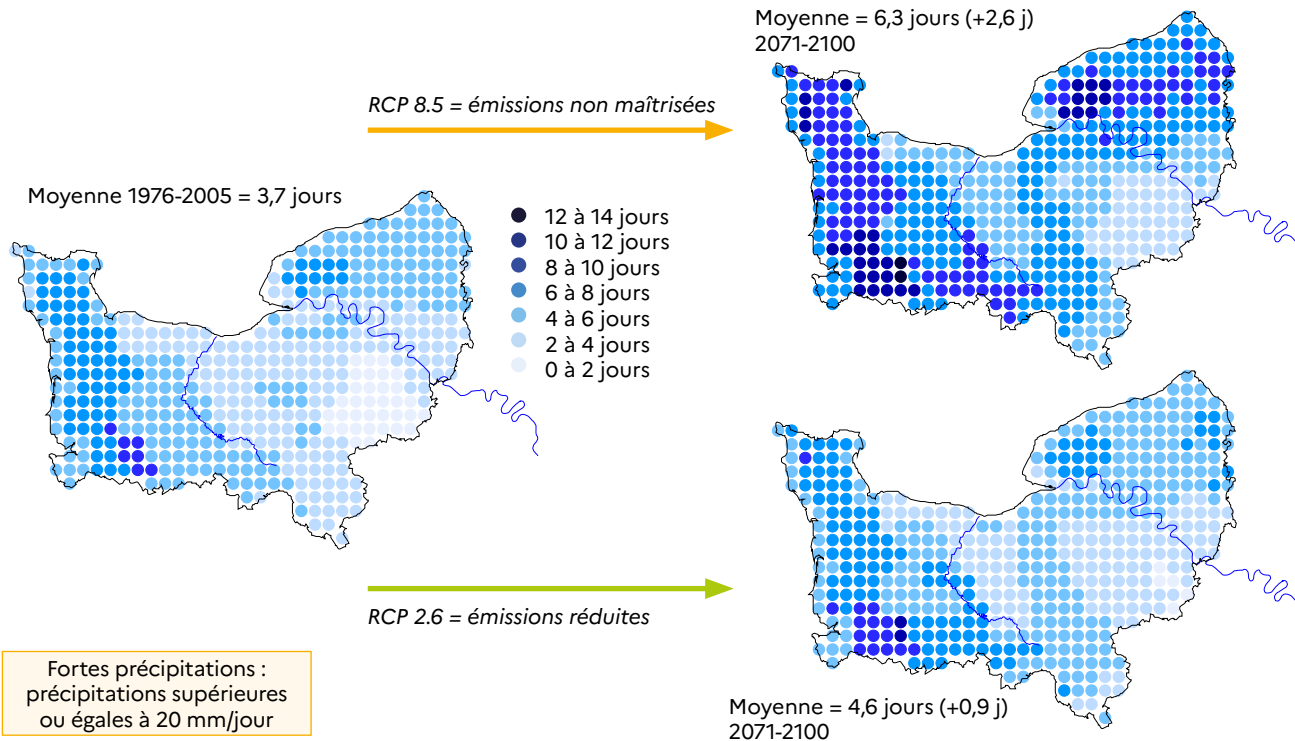 Moyenne = 6,3 jours (+2,6 j)
2071-2100
RCP 8.5 = émissions non maîtrisées
Moyenne 1976-2005 = 3,7 jours
12 à 14 jours
10 à 12 jours
8 à 10 jours
6 à 8 jours
4 à 6 jours
2 à 4 jours
0 à 2 jours
RCP 2.6 = émissions réduites
Fortes précipitations :
précipitations supérieures
ou égales à 20 mm/jour
Moyenne = 4,6 jours (+0,9 j)
2071-2100